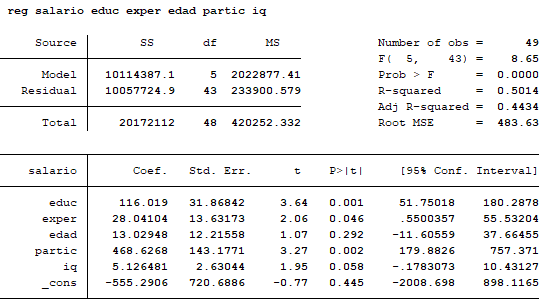 reg salario educ exper edad partic iq
Source SS df MS Number of obs = 49
F( 5, 43) = 8.65
Model 10114387.1 5 2022877.41 Prob > F = 0.0000
Residual 10057724.9 43 233900.579 R-squared = 0.5014
Adj R-squared = 0.4434
Total 20172112 48 420252.332 Root MSE = 483.63
salario Coef. Std. Err. t P>|t| [95% Conf. Interval]
educ 116.019 31.86842 3.64 0.001 51.75018 180.2878
exper 28.04104 13.63173 2.06 0.046 .5500357 55.53204
edad 13.02948 12.21558 1.07 0.292 -11.60559 37.66455
partic 468.6268 143.1771 3.27 0.002 179.8826 757.371
iq 5.126481 2.63044 1.95 0.058 -.1783073 10.43127
_cons -555.2906 720.6886 -0.77 0.445 -2008.698 898.1165